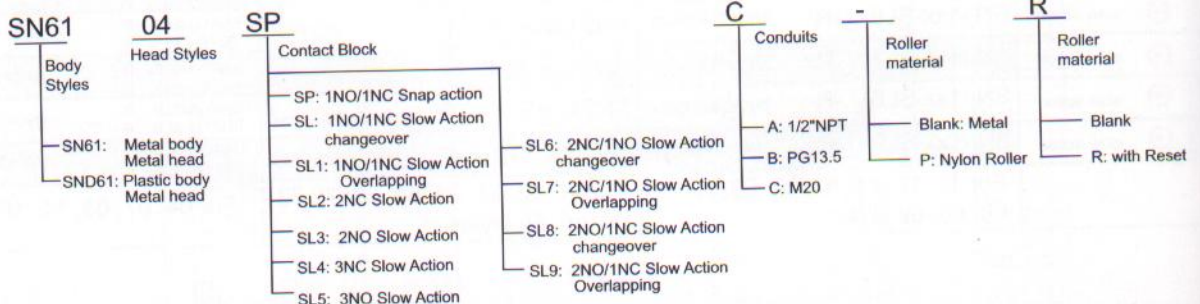 SN61 04 SP C - R
Body
Styles
Head Styles
Contact Block
Conduits
Roller
material
Roller
material
SN61: Metal body
Metal head
SND61: Plastic body
Metal head
SP: 1NO/1NC Snap action
SL: 1NO/1NC Slow Action
changeover
SL1: 1NO/1NC Slow Action
Overlapping
SL2: 2NC Slow Action
SL3: 2NO Slow Action
SL4: 3NC Slow Action
SL5: 3NO Slow Action
SL6: 2NC/1NO Slow Action
changeover
SL7: 2NC/1NO Slow Action
Overlapping
SL8: 2NO/1NC Slow Action
changeover
SL9: 2NO/1NC Slow Action
Overlapping
A: 1/2"NPT
B: PG13.5
C: M20
Blank: Metal
P: Nylon Roller
Blank
R: with Reset